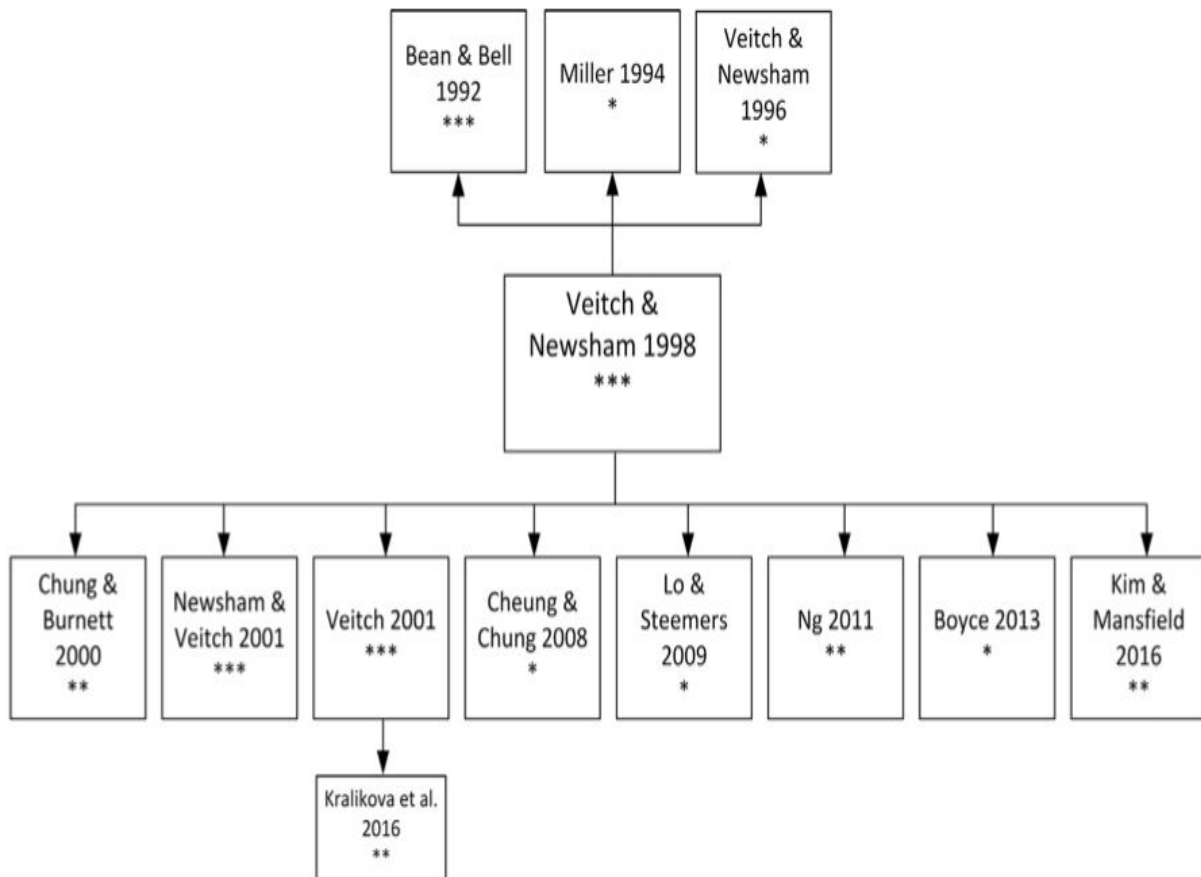 Bean & Bell
1992
***
Miller 1994
*
Veitch &
Newsham
1996
*
Veitch &
Newsham 1998
***
Chung &
Burnett
2000
**
Newsham &
Veitch 2001
***
Veitch 2001
***
Cheung &
Chung 2008
*
Lo &
Steemers
2009
*
Ng 2011
**
Boyce 2013
*
Kim &
Mansfield
2016
**
Kralikova et al.
2016
**